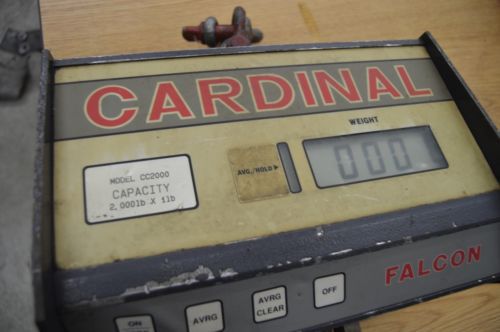 CARDINAL
WEIGHT
MODEL CC2000
CAPACITY
2,000lb X 1lb
AVG./HOLD
000
FALCON
ON
AVRG
AVRG
CLEAR
OFF